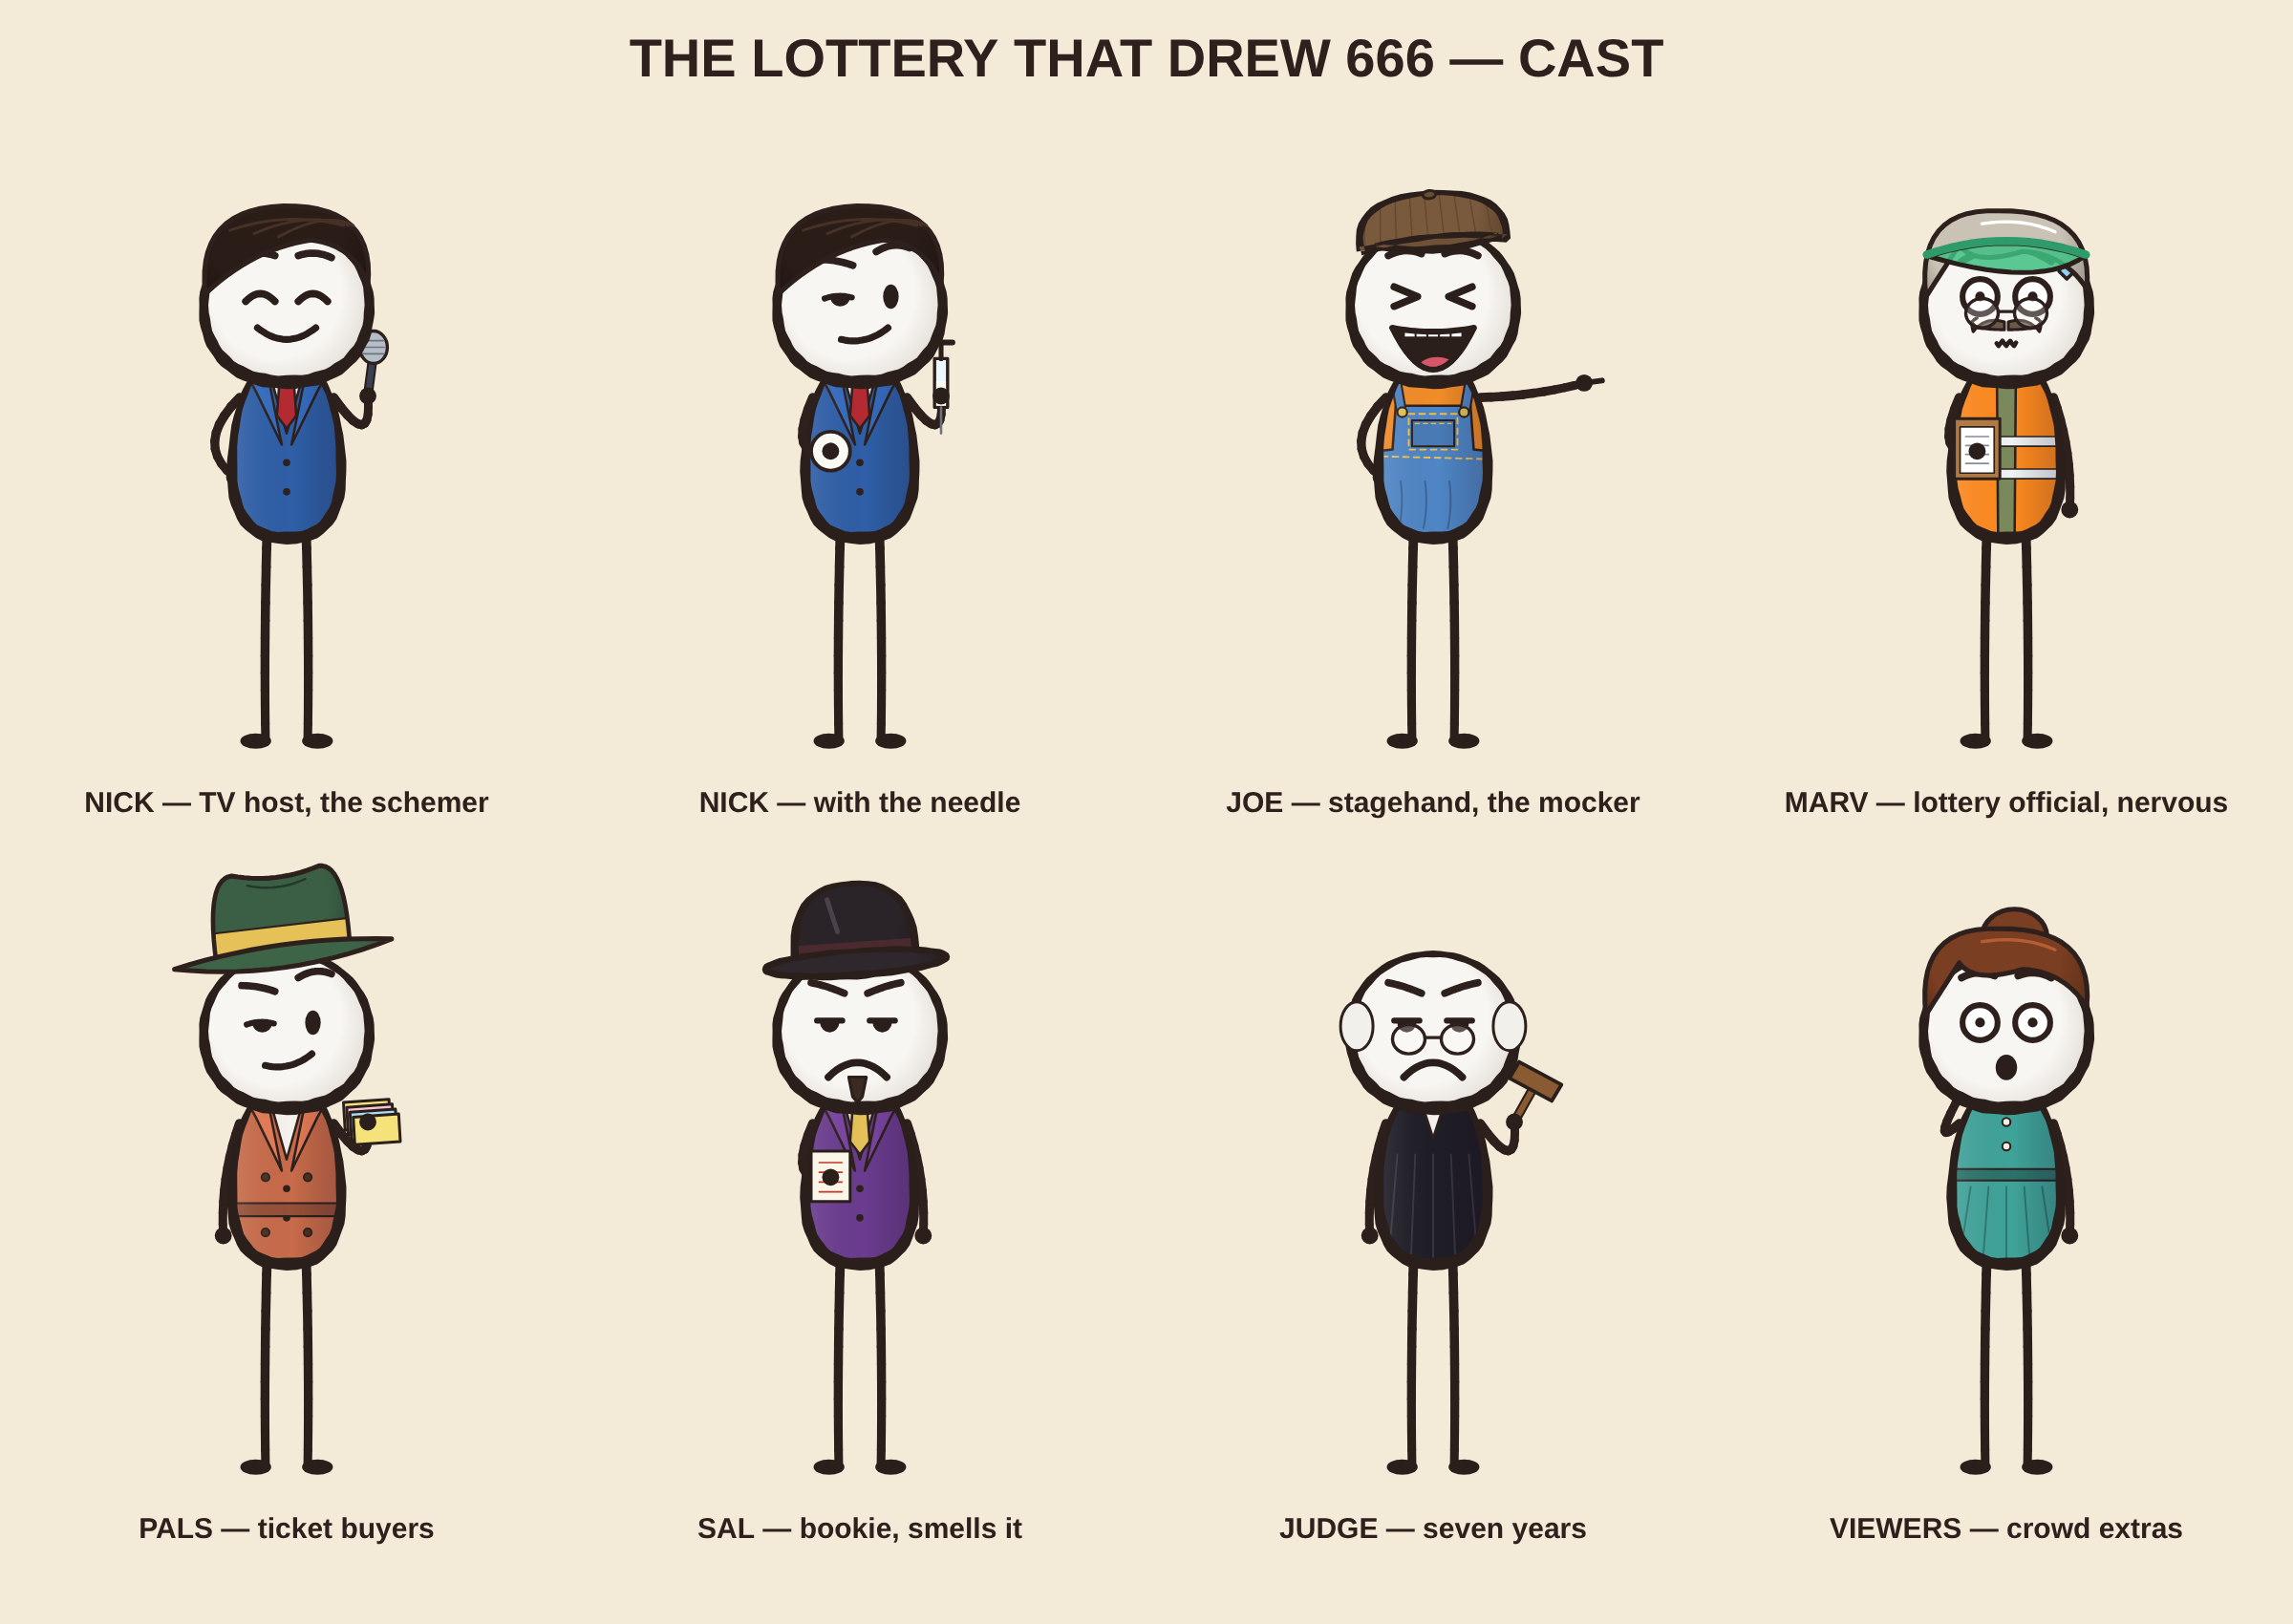 THE LOTTERY THAT DREW 666 — CAST
NICK — TV host, the schemer
NICK — with the needle
JOE — stagehand, the mocker
MARV — lottery official, nervous
PALS — ticket buyers
SAL — bookie, smells it
JUDGE — seven years
VIEWERS — crowd extras